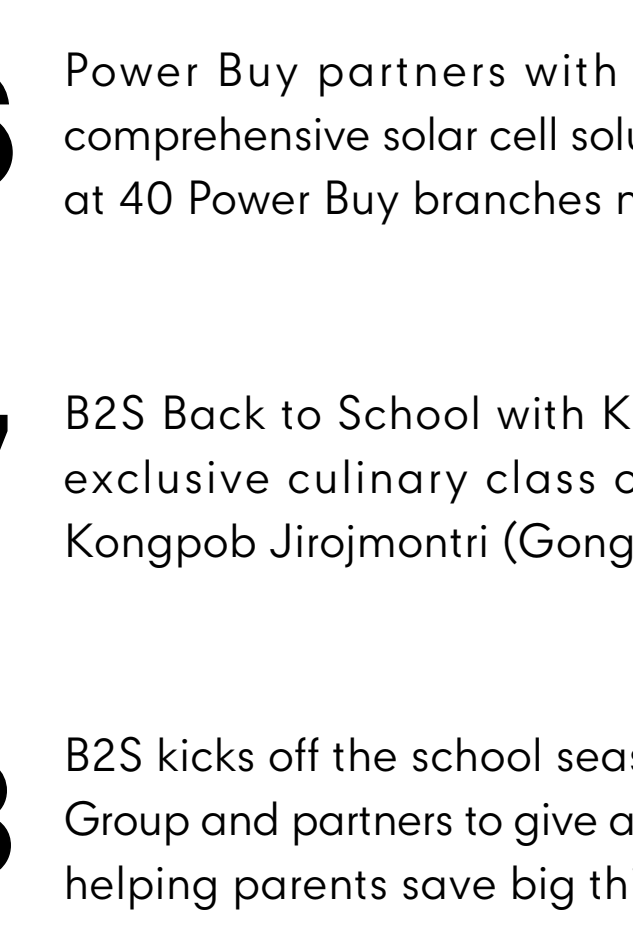 Power Buy partners with
comprehensive solar cell
at 40 Power Buy branches
B2S Back to School with
exclusive culinary class
Kongpob Jirojmontri
B2S kicks off the school
Group and partners to give
helping parents save big